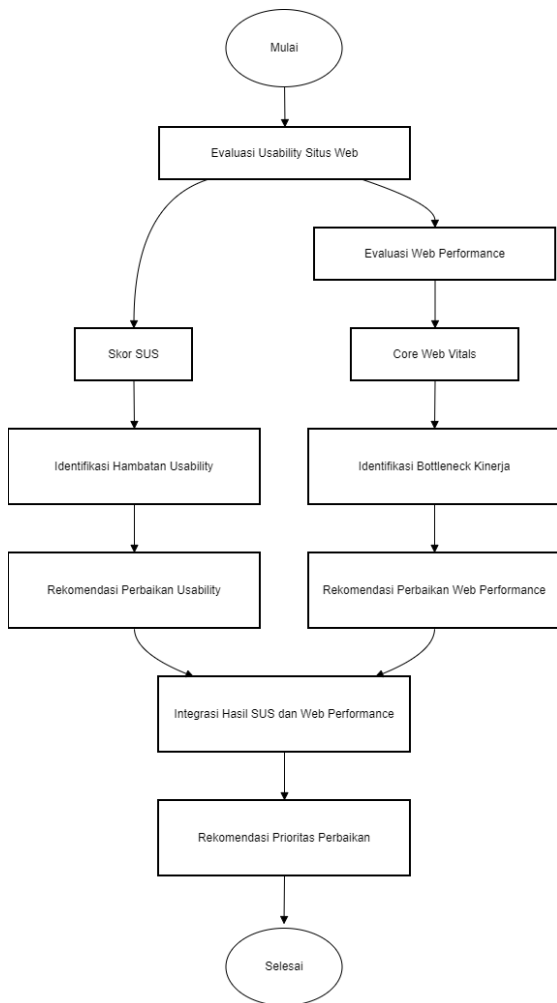 Mulai
Evaluasi Usability Situs Web
Evaluasi Web Performance
Skor SUS
Core Web Vitals
Identifikasi Hambatan Usability
Identifikasi Bottleneck Kinerja
Rekomendasi Perbaikan Usability
Rekomendasi Perbaikan Web Performance
Integrasi Hasil SUS dan Web Performance
Rekomendasi Prioritas Perbaikan
Selesai